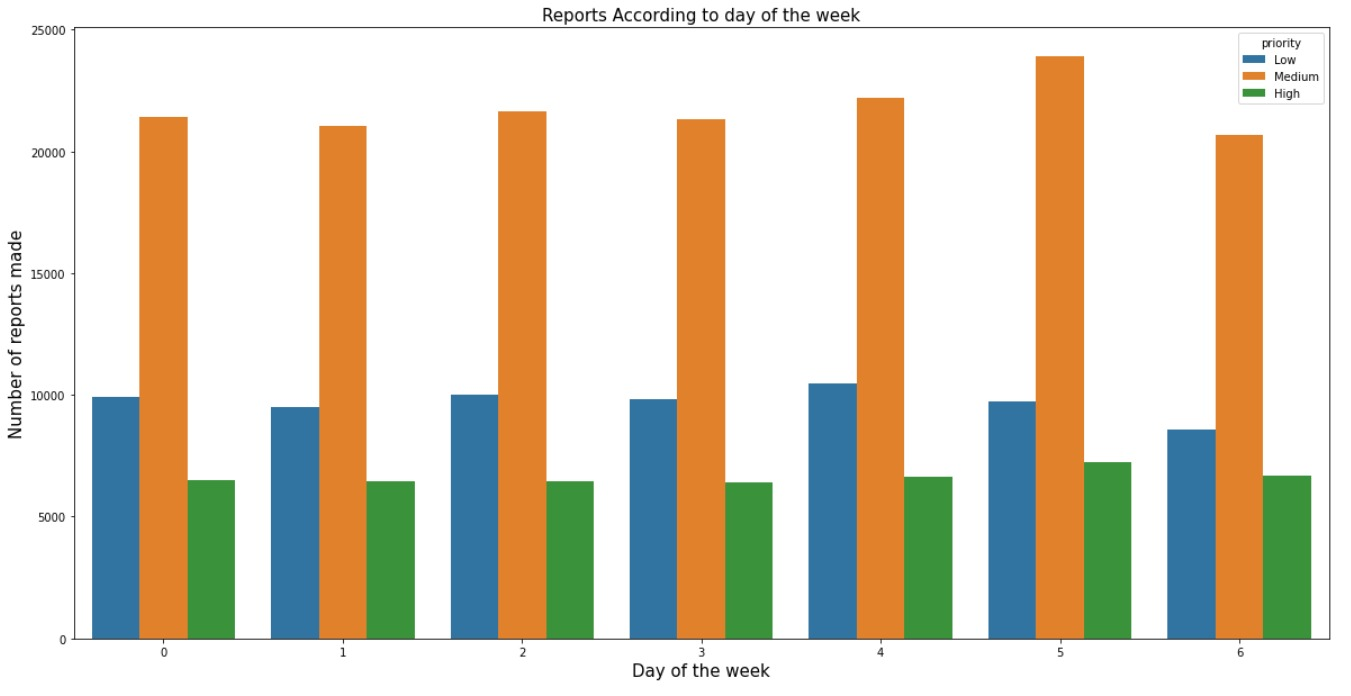 Reports According to day of the week
priority
Low
Medium
High
Number of reports made
25000
20000
15000
10000
5000
0
0 1 2 3 4 5 6
Day of the week